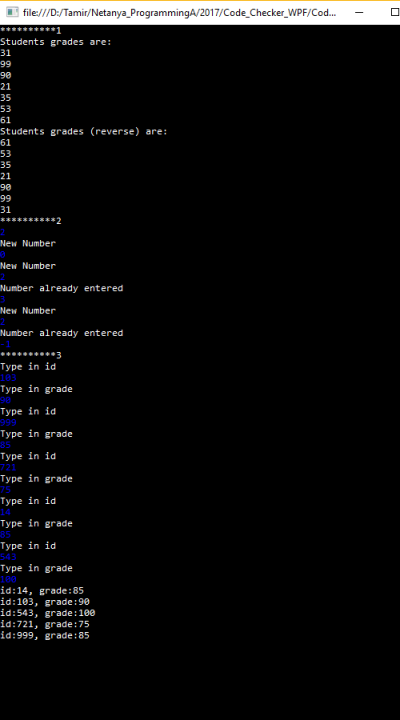 file:///D:/Tamir/Netanya_ProgrammingA/2017/Code_Checker_WPF/Cod...
**********1
Students grades are:
31
99
90
21
35
53
61
Students grades (reverse) are:
61
53
35
21
90
99
31
**********2
2
New Number
0
New Number
2
Number already entered
New Number
2
Number already entered
-1
**********3
Type in id
103
Type in grade
90
Type in id
999
Type in grade
85
Type in id
721
Type in grade
75
Type in id
14
Type in grade
85
Type in id
543
Type in grade
100
id:14, grade:85
id:103, grade:90
id:543, grade:100
id:721, grade:75
id:999, grade:85